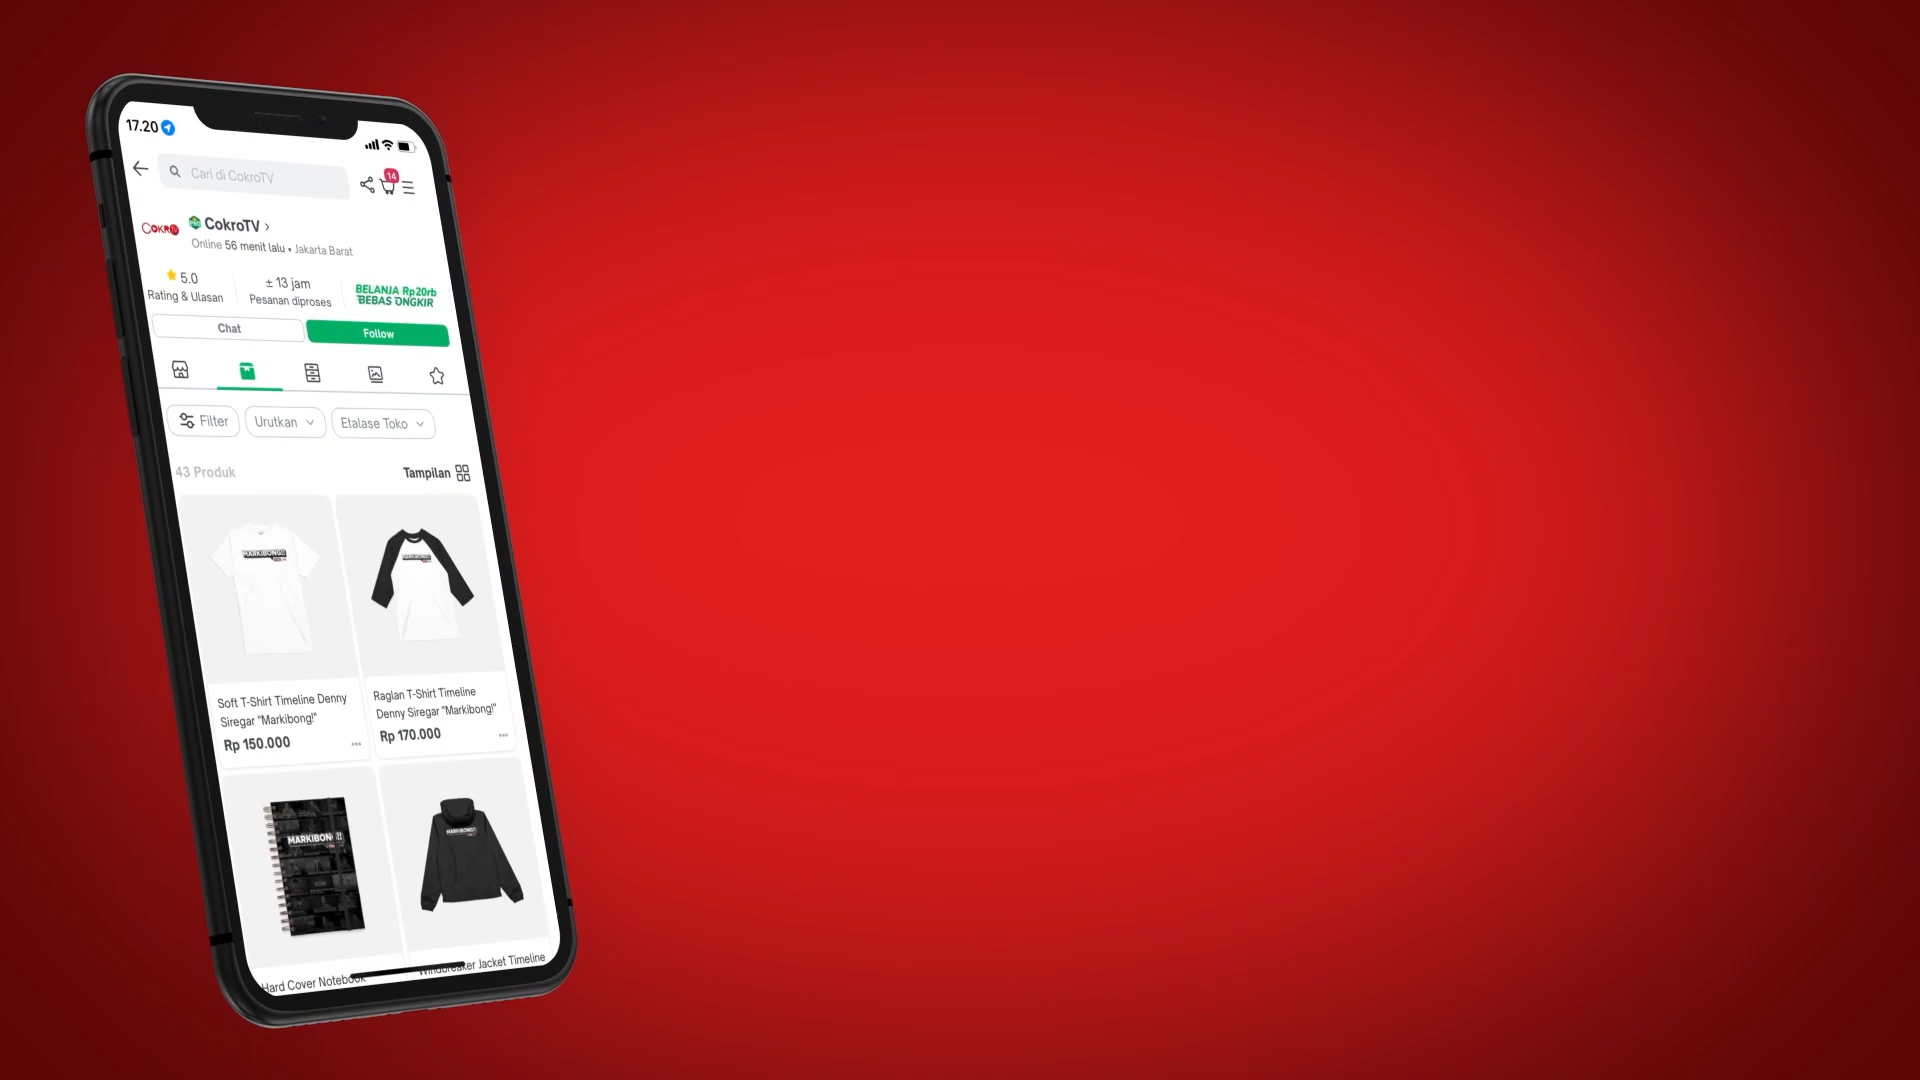 17.20
Cari di CokroTV
14
COKRO TV
CokroTV
Online 56 menit lalu • Jakarta Barat
5.0
± 13 jam
BELANJA Rp20rb
BEBAS ONGKIR
Rating & Ulasan
Pesanan diproses
Chat
Follow
Filter
Urutkan
Etalase Toko
43 Produk
Tampilan
MARKIBONG!!
MARKIBONG!!
Soft T-Shirt Timeline Denny
Siregar "Markibong!"
Rp 150.000
Raglan T-Shirt Timeline
Denny Siregar "Markibong!"
Rp 170.000
MARKIBONG!!
MARKIBONG!!
Hard Cover Notebook
Windbreaker Jacket Timeline